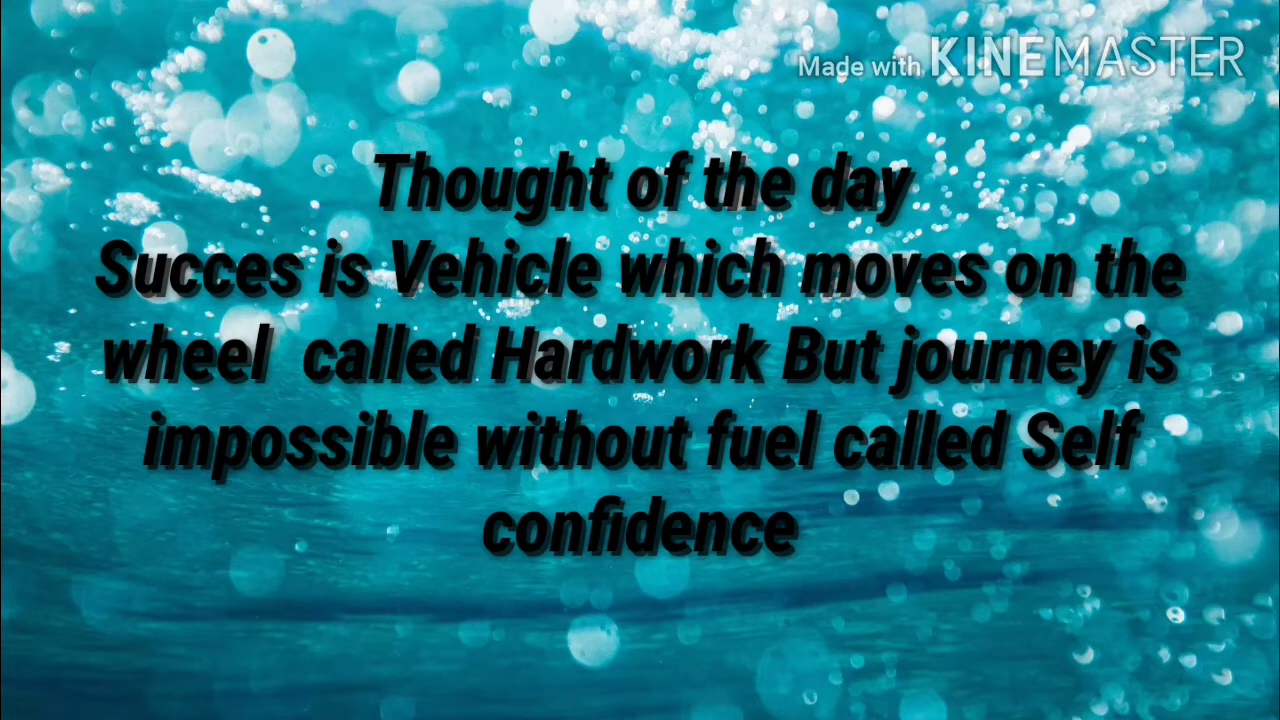 Made with KINEMASTER
Thought of the day
Succes is Vehicle which moves on the
wheel called Hardwork But journey is
impossible without fuel called Self
confidence